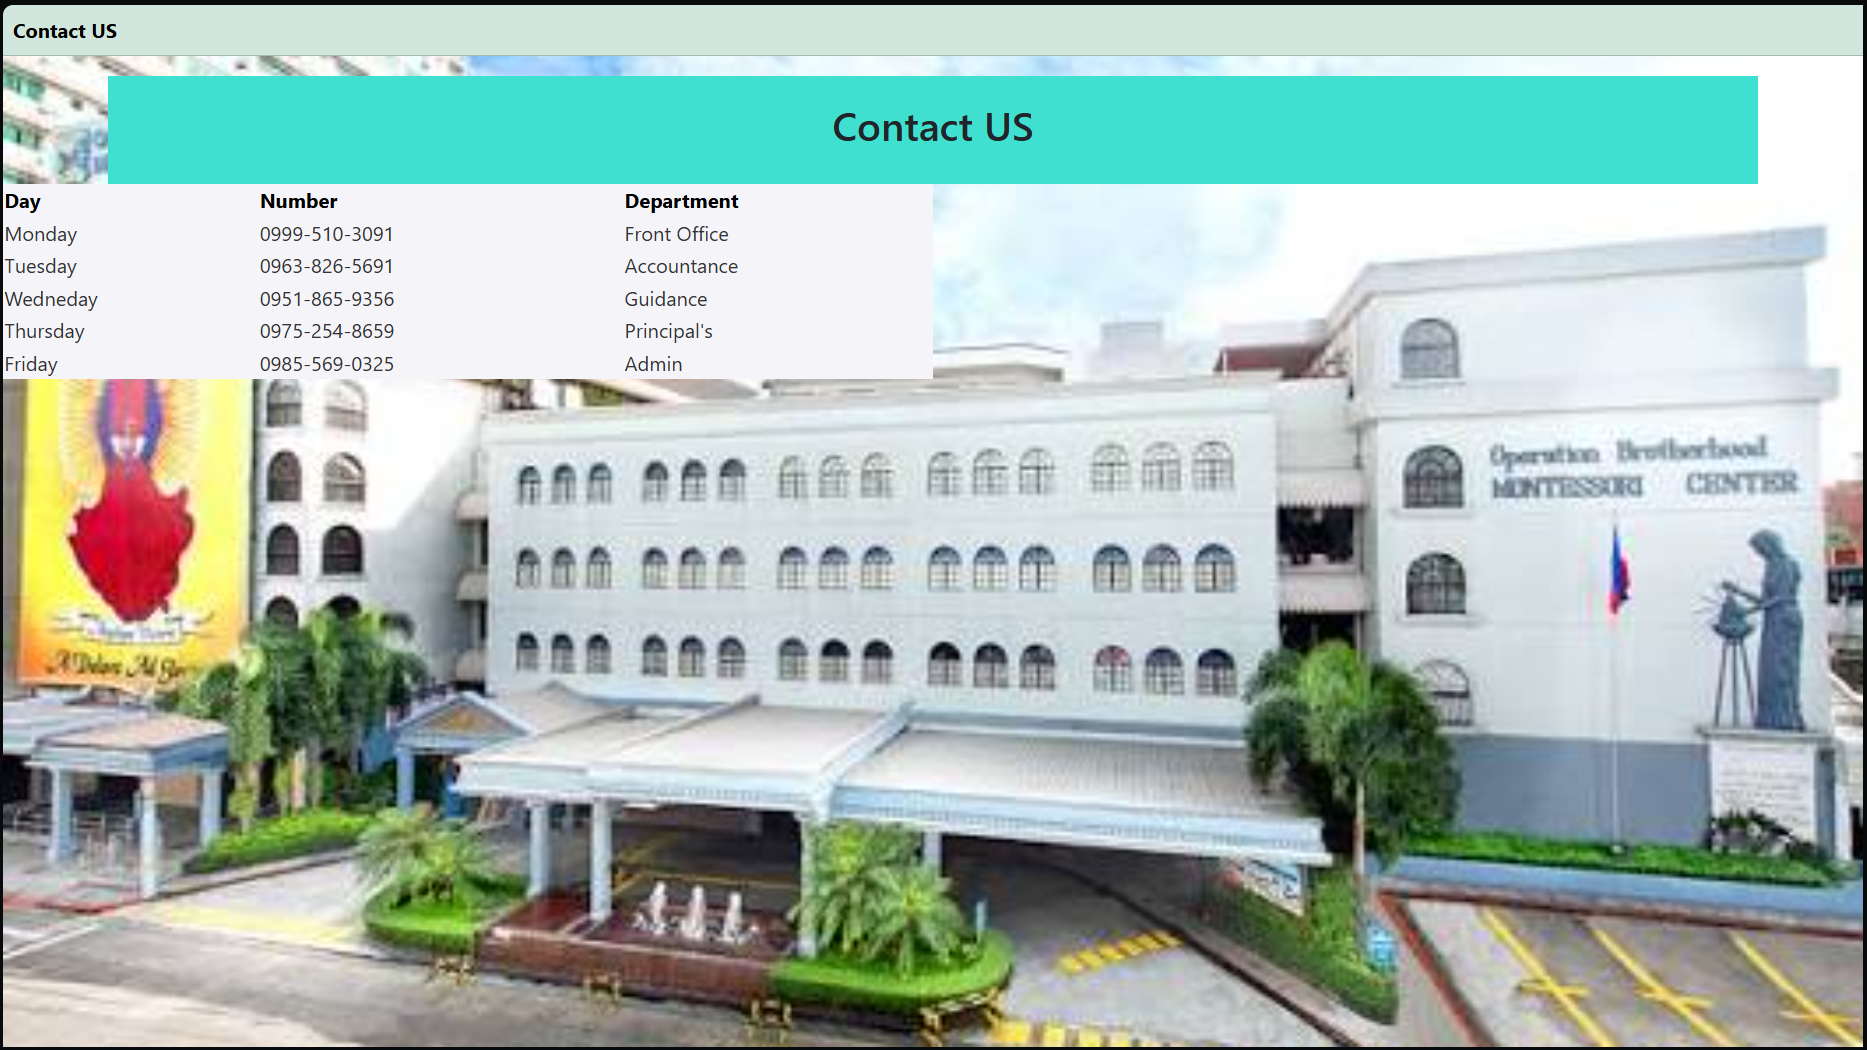 Contact US
Contact US
Day Number Department
Monday 0999-510-3091 Front Office
Tuesday 0963-826-5691 Accountance
Wedneday 0951-865-9356 Guidance
Thursday 0975-254-8659 Principal's
Friday 0985-569-0325 Admin
Operation Brotherhood
MONTESSORI CENTER